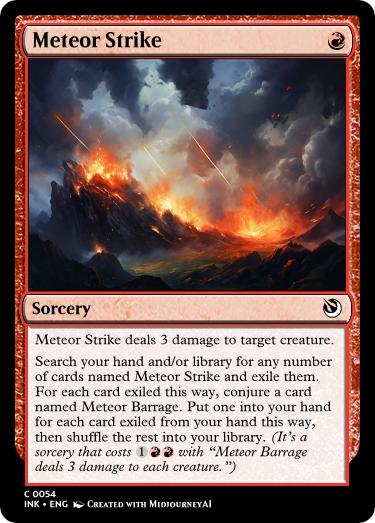 Meteor Strike
Sorcery
Meteor Strike deals 3 damage to target creature.
Search your hand and/or library for any number
of cards named Meteor Strike and exile them.
For each card exiled this way, conjure a card
named Meteor Barrage. Put one into your hand
for each card exiled from your hand this way,
then shuffle the rest into your library. (It's a
sorcery that costs 1 with "Meteor Barrage
deals 3 damage to each creature.")
C 0054
INK • ENG Created with MidjourneyAI